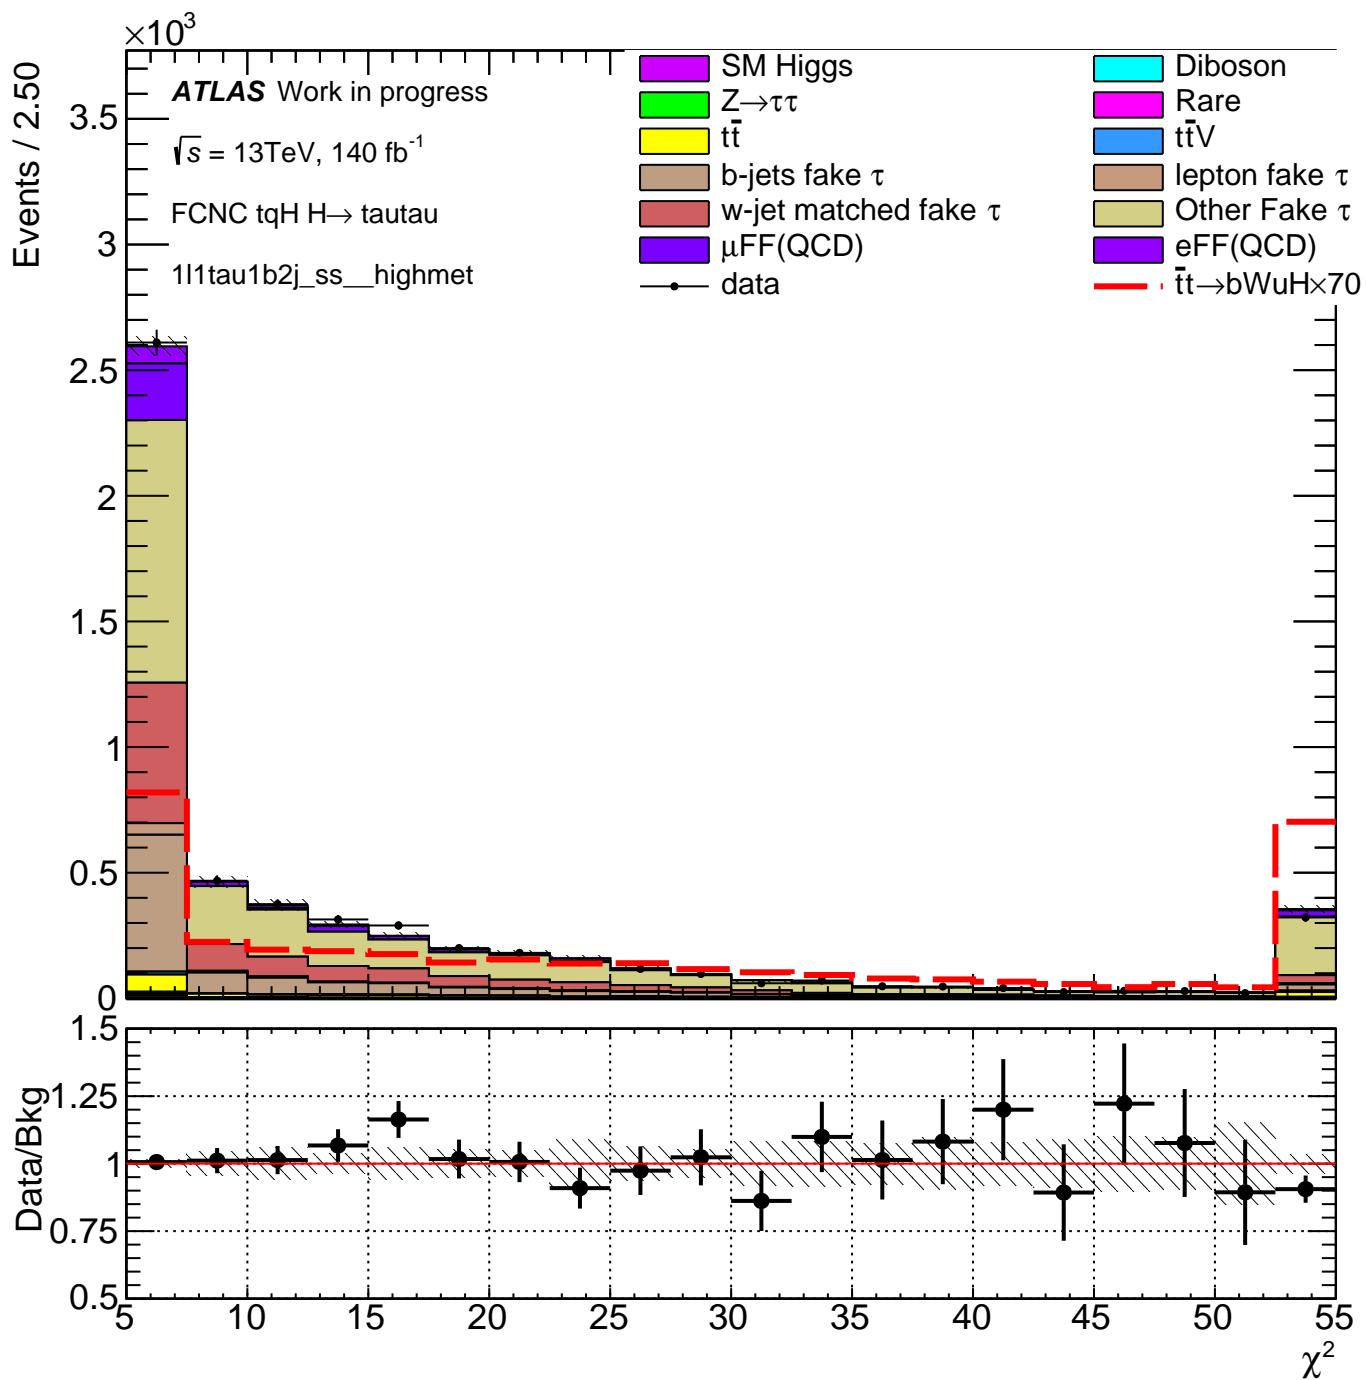 ×10³
Events / 2.50
ATLAS Work in progress
√s = 13TeV, 140 fb⁻¹
FCNC tqH H→ tautau
1l1tau1b2j_ss__highmet
SM Higgs
Diboson
Z→ττ
Rare
tt̄
tt̄V
b-jets fake τ
lepton fake τ
w-jet matched fake τ
Other Fake τ
μFF(QCD)
eFF(QCD)
data
t̄t→bWuH×70
3.5
3
2.5
2
1.5
1
0.5
0
Data/Bkg
1.5
1.25
1
0.75
0.5
5 10 15 20 25 30 35 40 45 50 55
χ²